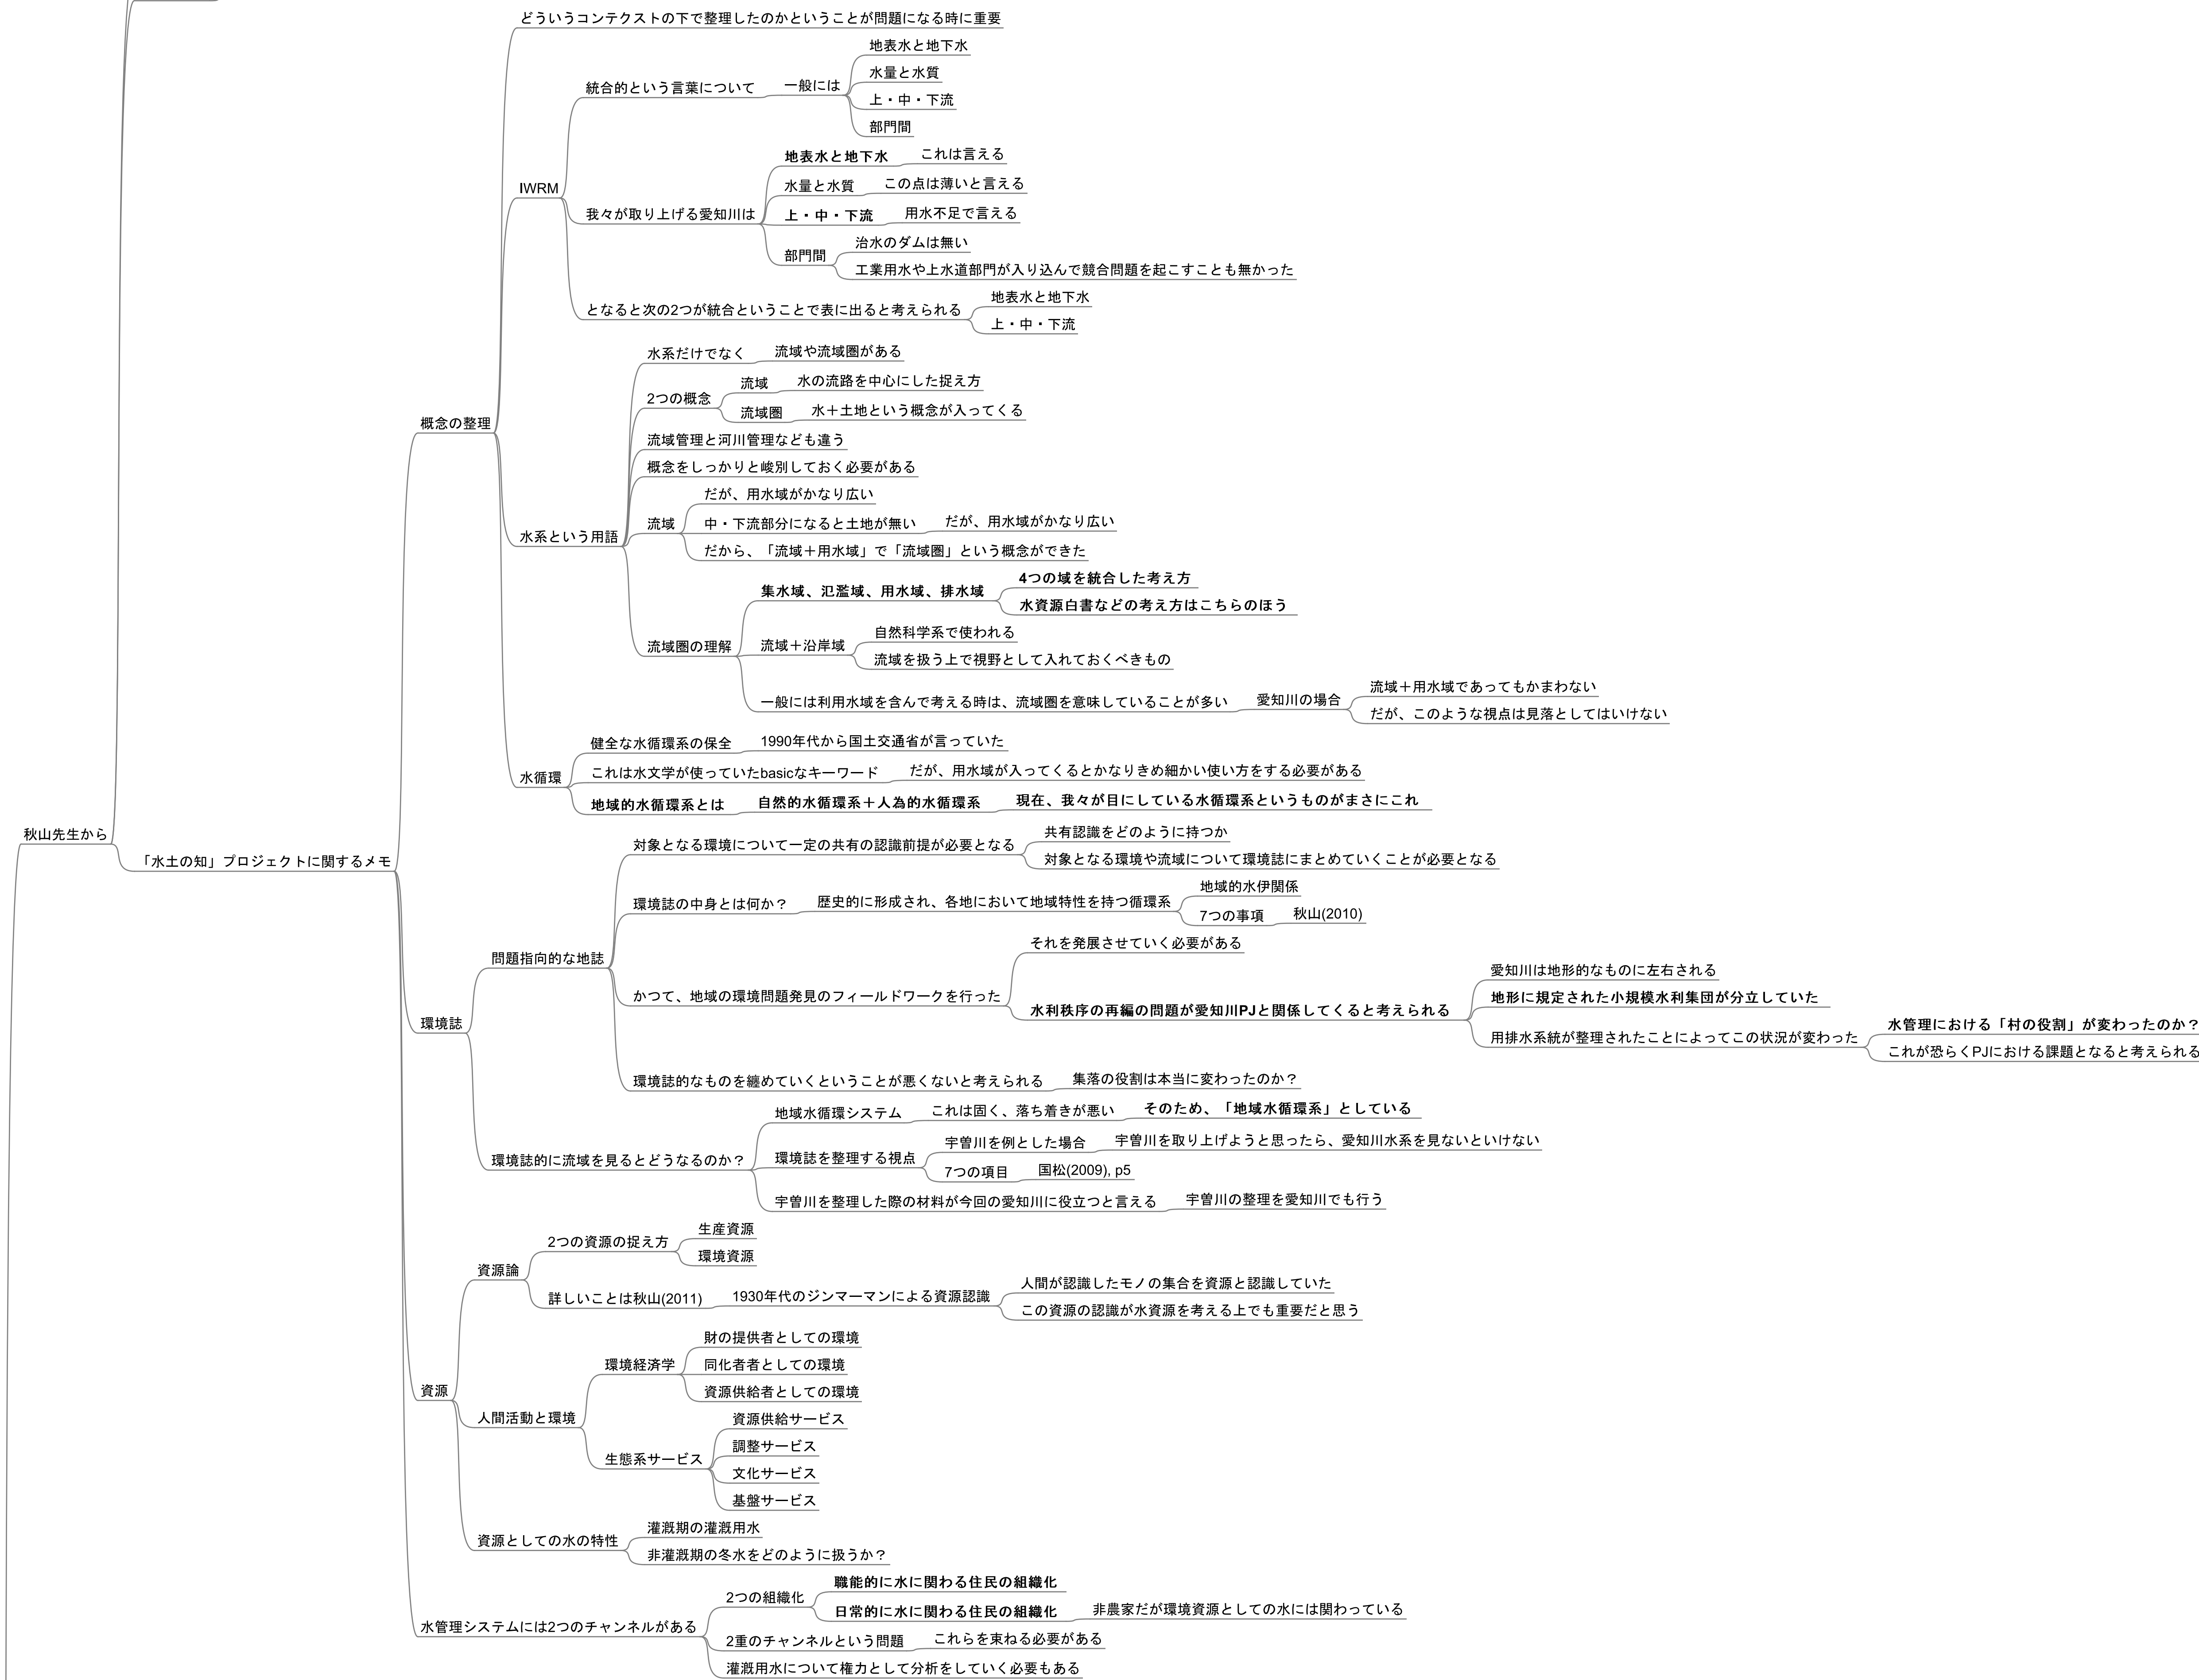 秋山先生から
「水土の知」プロジェクトに関するメモ
概念の整理
どういうコンテクストの下で整理したのかということが問題になる時に重要
IWRM
統合的という言葉について
一般には
地表水と地下水
水量と水質
上・中・下流
部門間
我々が取り上げる愛知川は
地表水と地下水
これは言える
水量と水質
この点は薄いと言える
上・中・下流
用水不足で言える
部門間
治水のダムは無い
工業用水や上水道部門が入り込んで競合問題を起こすことも無かった
となると次の2つが統合ということで表に出ると考えられる
地表水と地下水
上・中・下流
水系という用語
水系だけでなく
流域や流域圏がある
2つの概念
流域
水の流路を中心にした捉え方
流域圏
水＋土地という概念が入ってくる
流域管理と河川管理なども違う
概念をしっかりと峻別しておく必要がある
流域
だが、用水域がかなり広い
中・下流部分になると土地が無い
だが、用水域がかなり広い
だから、「流域＋用水域」で「流域圏」という概念ができた
流域圏の理解
集水域、氾濫域、用水域、排水域
4つの域を統合した考え方
水資源白書などの考え方はこちらのほう
流域＋沿岸域
自然科学系で使われる
流域を扱う上で視野として入れておくべきもの
一般には利用水域を含んで考える時は、流域圏を意味していることが多い
愛知川の場合
流域＋用水域であってもかまわない
だが、このような視点は見落としてはいけない
水循環
健全な水循環系の保全
1990年代から国土交通省が言っていた
これは水文学が使っていたbasicなキーワード
だが、用水域が入ってくるとかなりきめ細かい使い方をする必要がある
地域的水循環系とは
自然的水循環系＋人為的水循環系
現在、我々が目にしている水循環系というものがまさにこれ
環境誌
問題指向的な地誌
対象となる環境について一定の共有の認識前提が必要となる
共有認識をどのように持つか
対象となる環境や流域について環境誌にまとめていくことが必要となる
環境誌の中身とは何か？
歴史的に形成され、各地において地域特性を持つ循環系
地域的水伊関係
7つの事項
秋山(2010)
かつて、地域の環境問題発見のフィールドワークを行った
それを発展させていく必要がある
水利秩序の再編の問題が愛知川PJと関係してくると考えられる
愛知川は地形的なものに左右される
地形に規定された小規模水利集団が分立していた
用排水系統が整理されたことによってこの状況が変わった
水管理における「村の役割」が変わったのか？
これが恐らくPJにおける課題となると考えられる
環境誌的なものを纏めていくということが悪くないと考えられる
集落の役割は本当に変わったのか？
環境誌的に流域を見るとどうなるのか？
地域水循環システム
これは固く、落ち着きが悪い
そのため、「地域水循環系」としている
環境誌を整理する視点
宇曽川を例とした場合
宇曽川を取り上げようと思ったら、愛知川水系を見ないといけない
7つの項目
国松(2009), p5
宇曽川を整理した際の材料が今回の愛知川に役立つと言える
宇曽川の整理を愛知川でも行う
資源
資源論
2つの資源の捉え方
生産資源
環境資源
詳しいことは秋山(2011)
1930年代のジンマーマンによる資源認識
人間が認識したモノの集合を資源と認識していた
この資源の認識が水資源を考える上でも重要だと思う
人間活動と環境
環境経済学
財の提供者としての環境
同化者者としての環境
資源供給者としての環境
生態系サービス
資源供給サービス
調整サービス
文化サービス
基盤サービス
資源としての水の特性
灌漑期の灌漑用水
非灌漑期の冬水をどのように扱うか？
水管理システムには2つのチャンネルがある
2つの組織化
職能的に水に関わる住民の組織化
日常的に水に関わる住民の組織化
非農家だが環境資源としての水には関わっている
2重のチャンネルという問題
これらを束ねる必要がある
灌漑用水について権力として分析をしていく必要もある